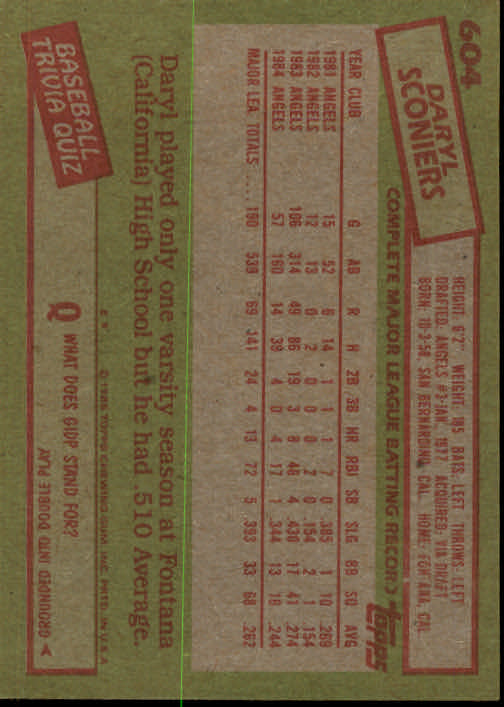 604
DARYL
SCONIERS
HEIGHT: 6'2" WEIGHT: 185 BATS: LEFT THROWS: LEFT
DRAFTED: ANGELS #3-JAN, 1977 ACQUIRED: VIA DRAFT
BORN: 10-3-58, SAN BERNARDINO, CAL. HOME: FONTANA, CAL
COMPLETE MAJOR LEAGUE BATTING RECORD
Topps
YEAR CLUB G AB R H 2B 3B HR RBI SB SLG BB SO AVG
1981 ANGELS 15 52 6 14 1 1 1 7 0 .385 1 10 .269
1982 ANGELS 12 13 0 2 0 0 0 2 0 .154 2 1 .154
1983 ANGELS 106 314 49 86 19 3 8 46 4 .430 17 41 .274
1984 ANGELS 57 160 14 39 4 0 4 17 1 .344 13 16 .244
MAJOR LEA. TOTALS .... 190 539 69 141 24 4 13 72 5 .393 33 68 .262
Daryl played only one varsity season at Fontana
(California) High School but he had .510 Average.
© 1985 TOPPS CHEWING GUM, INC. PRTD. IN U.S.A.
BASEBALL
TRIVIA QUIZ
Q WHAT DOES GIDP STAND FOR?
GROUNDED INTO DOUBLE PLAY A